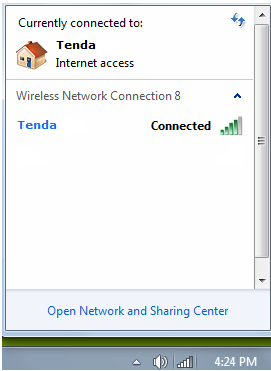 Currently connected to:
Tenda
Internet access
Wireless Network Connection 8
Tenda Connected
Open Network and Sharing Center
4:24 PM